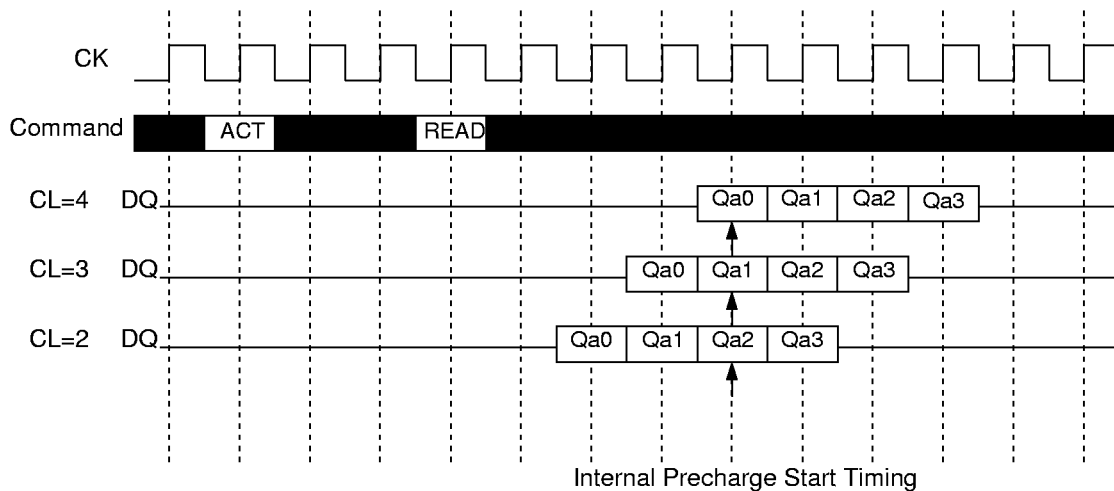 CK
Command ACT READ
CL=4 DQ Qa0 Qa1 Qa2 Qa3
CL=3 DQ Qa0 Qa1 Qa2 Qa3
CL=2 DQ Qa0 Qa1 Qa2 Qa3
Internal Precharge Start Timing